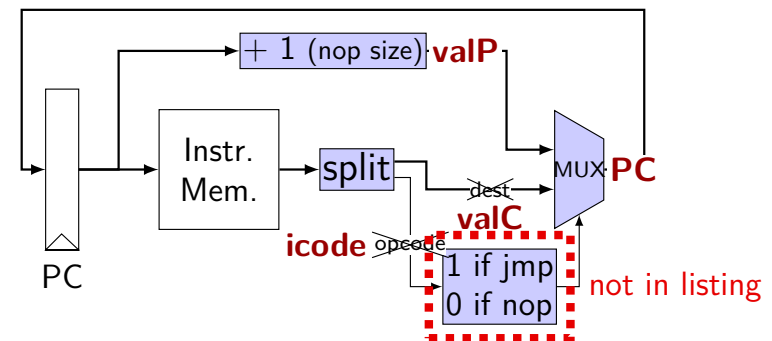 + 1 (nop size)
valP
Instr.
Mem.
split
MUX
PC
dest
valC
icode
opcode
1 if jmp
0 if nop
not in listing
PC